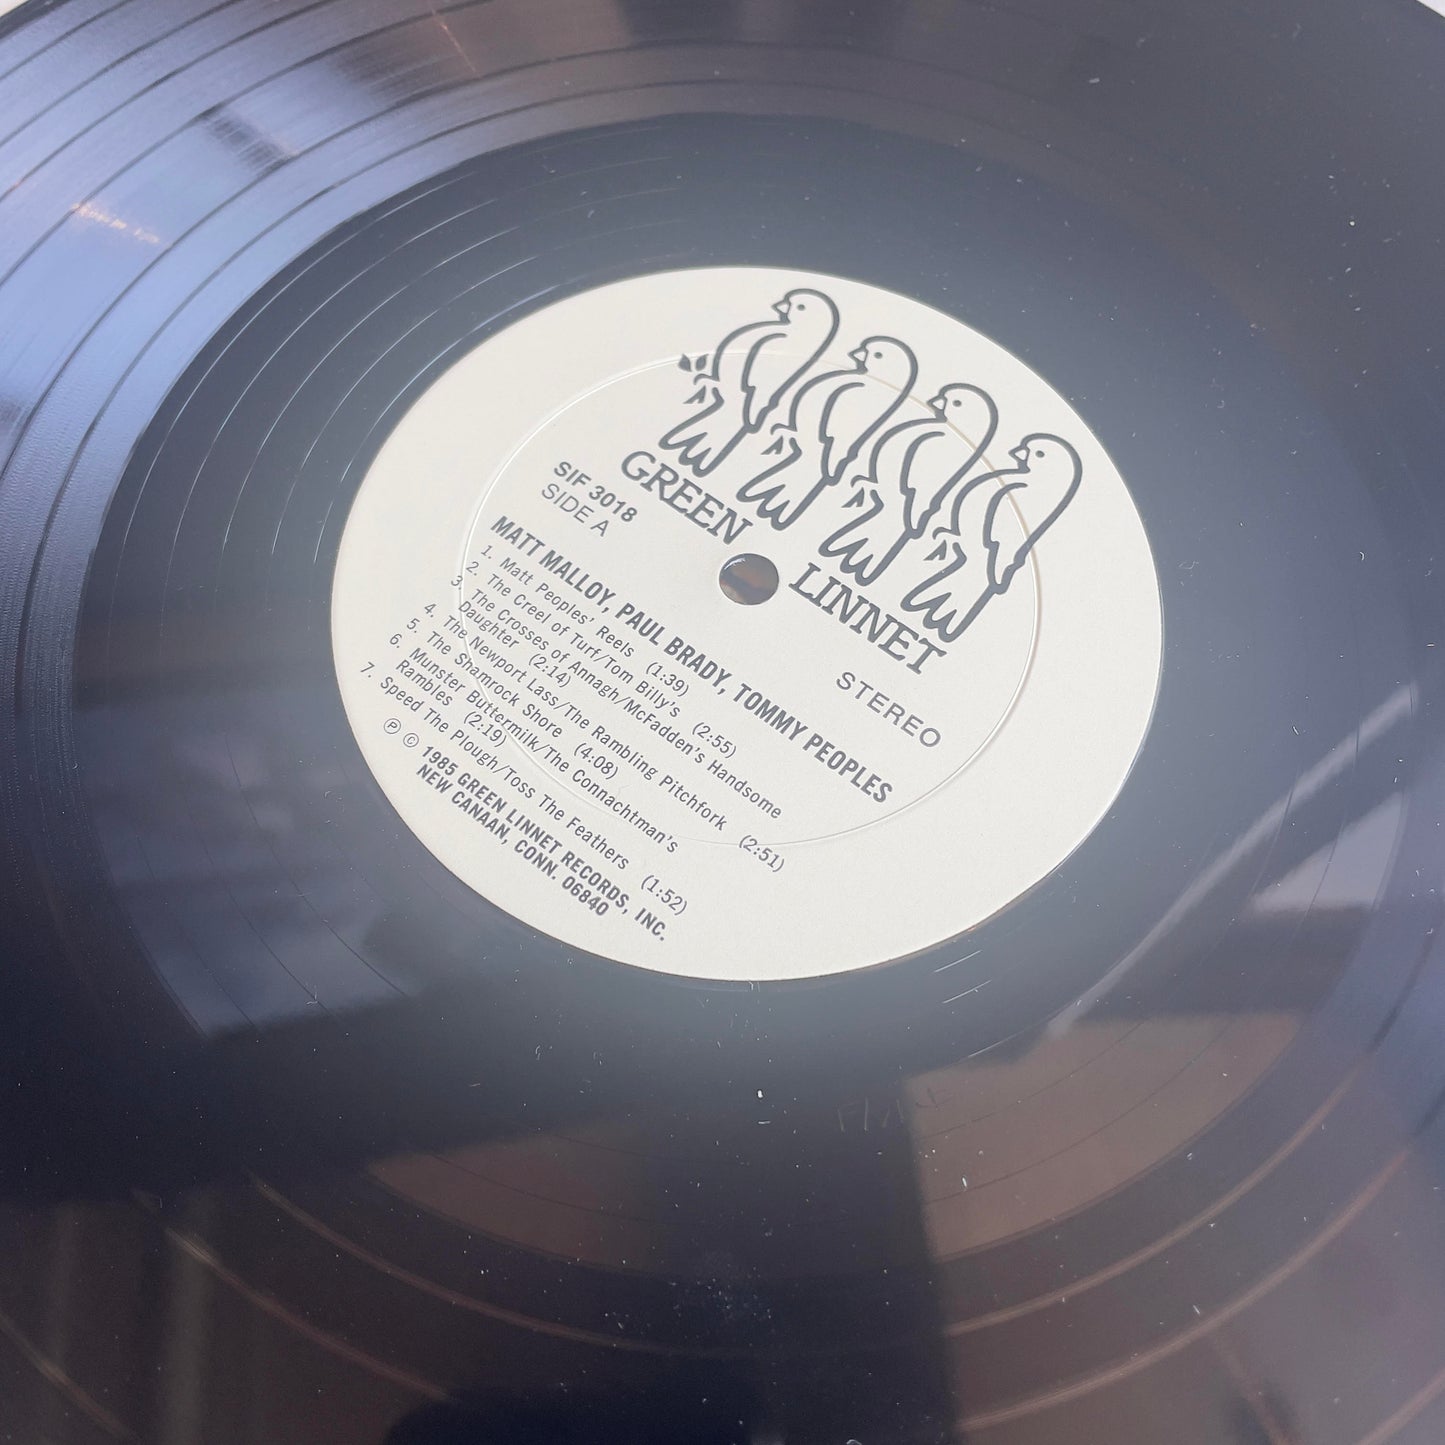 GREEN LINNET
SIF 3018
SIDE A
STEREO
MATT MALLOY, PAUL BRADY, TOMMY PEOPLES
1. Matt Peoples' Reels (1:39)
2. The Creel of Turf/Tom Billy's (2:55)
3. The Crosses of Annagh/McFadden's Handsome
Daughter (2:14)
4. The Newport Lass/The Rambling Pitchfork (2:51)
5. The Shamrock Shore (4:08)
6. Munster Buttermilk/The Connachtman's
Rambles (2:19)
7. Speed The Plough/Toss The Feathers (1:52)
℗ © 1985 GREEN LINNET RECORDS, INC.
NEW CANAAN, CONN. 06840